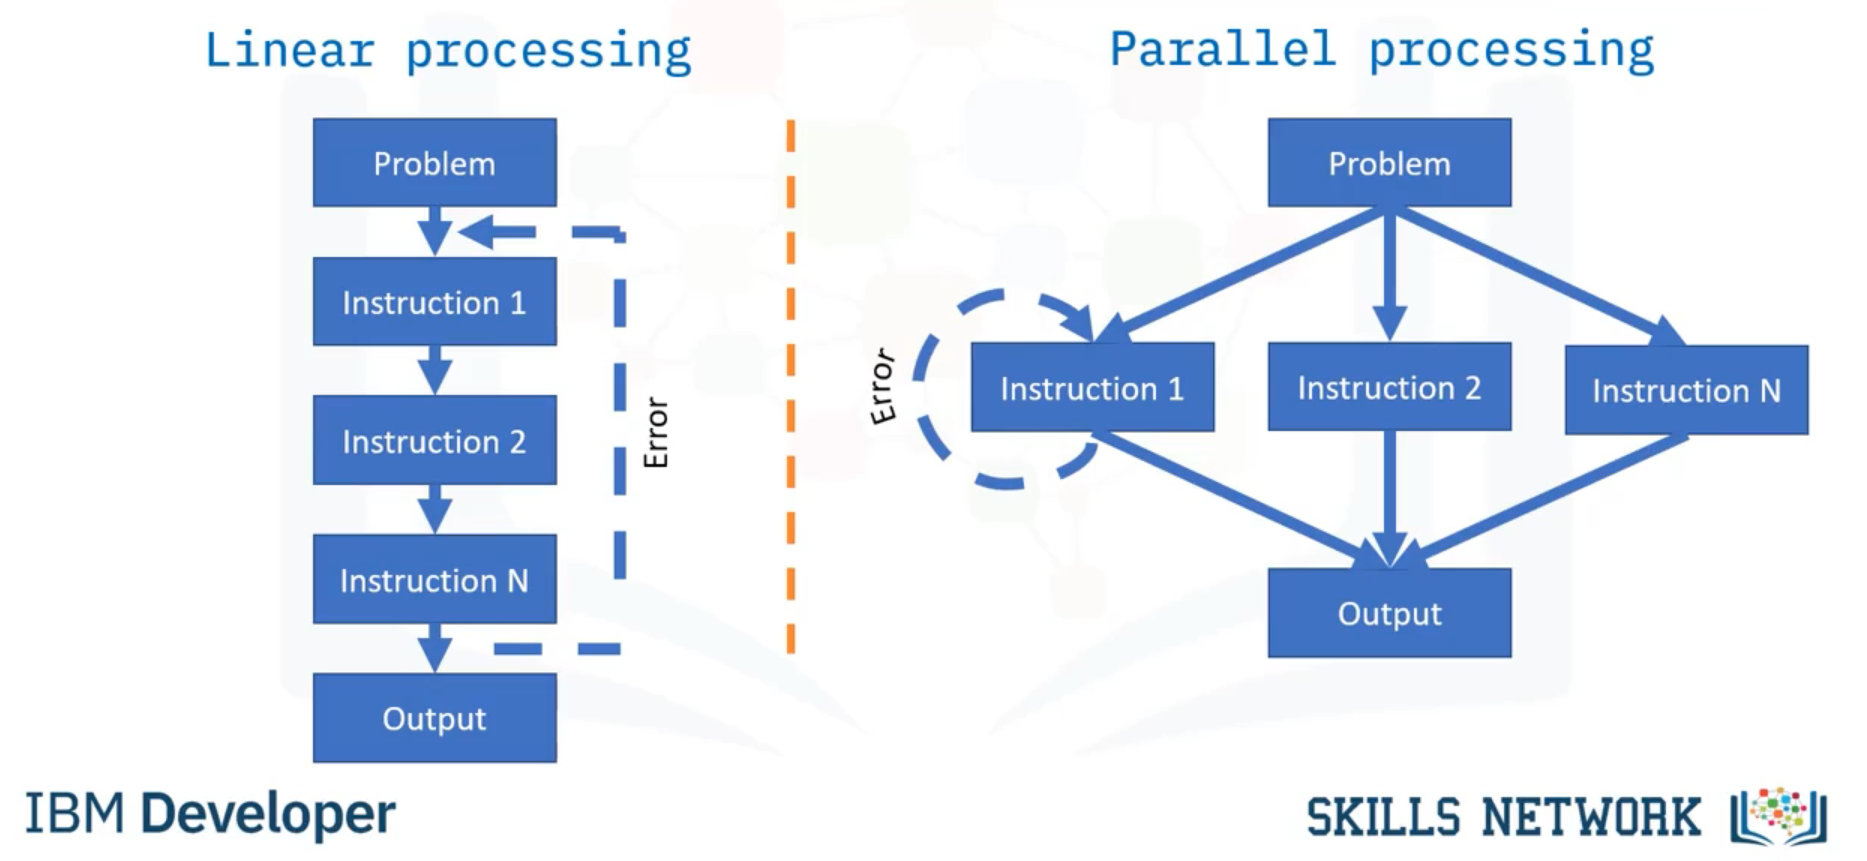 Linear processing
Problem
Instruction 1
Instruction 2
Instruction N
Output
Error
Parallel processing
Problem
Error
Instruction 1
Instruction 2
Instruction N
Output
IBM Developer
SKILLS NETWORK